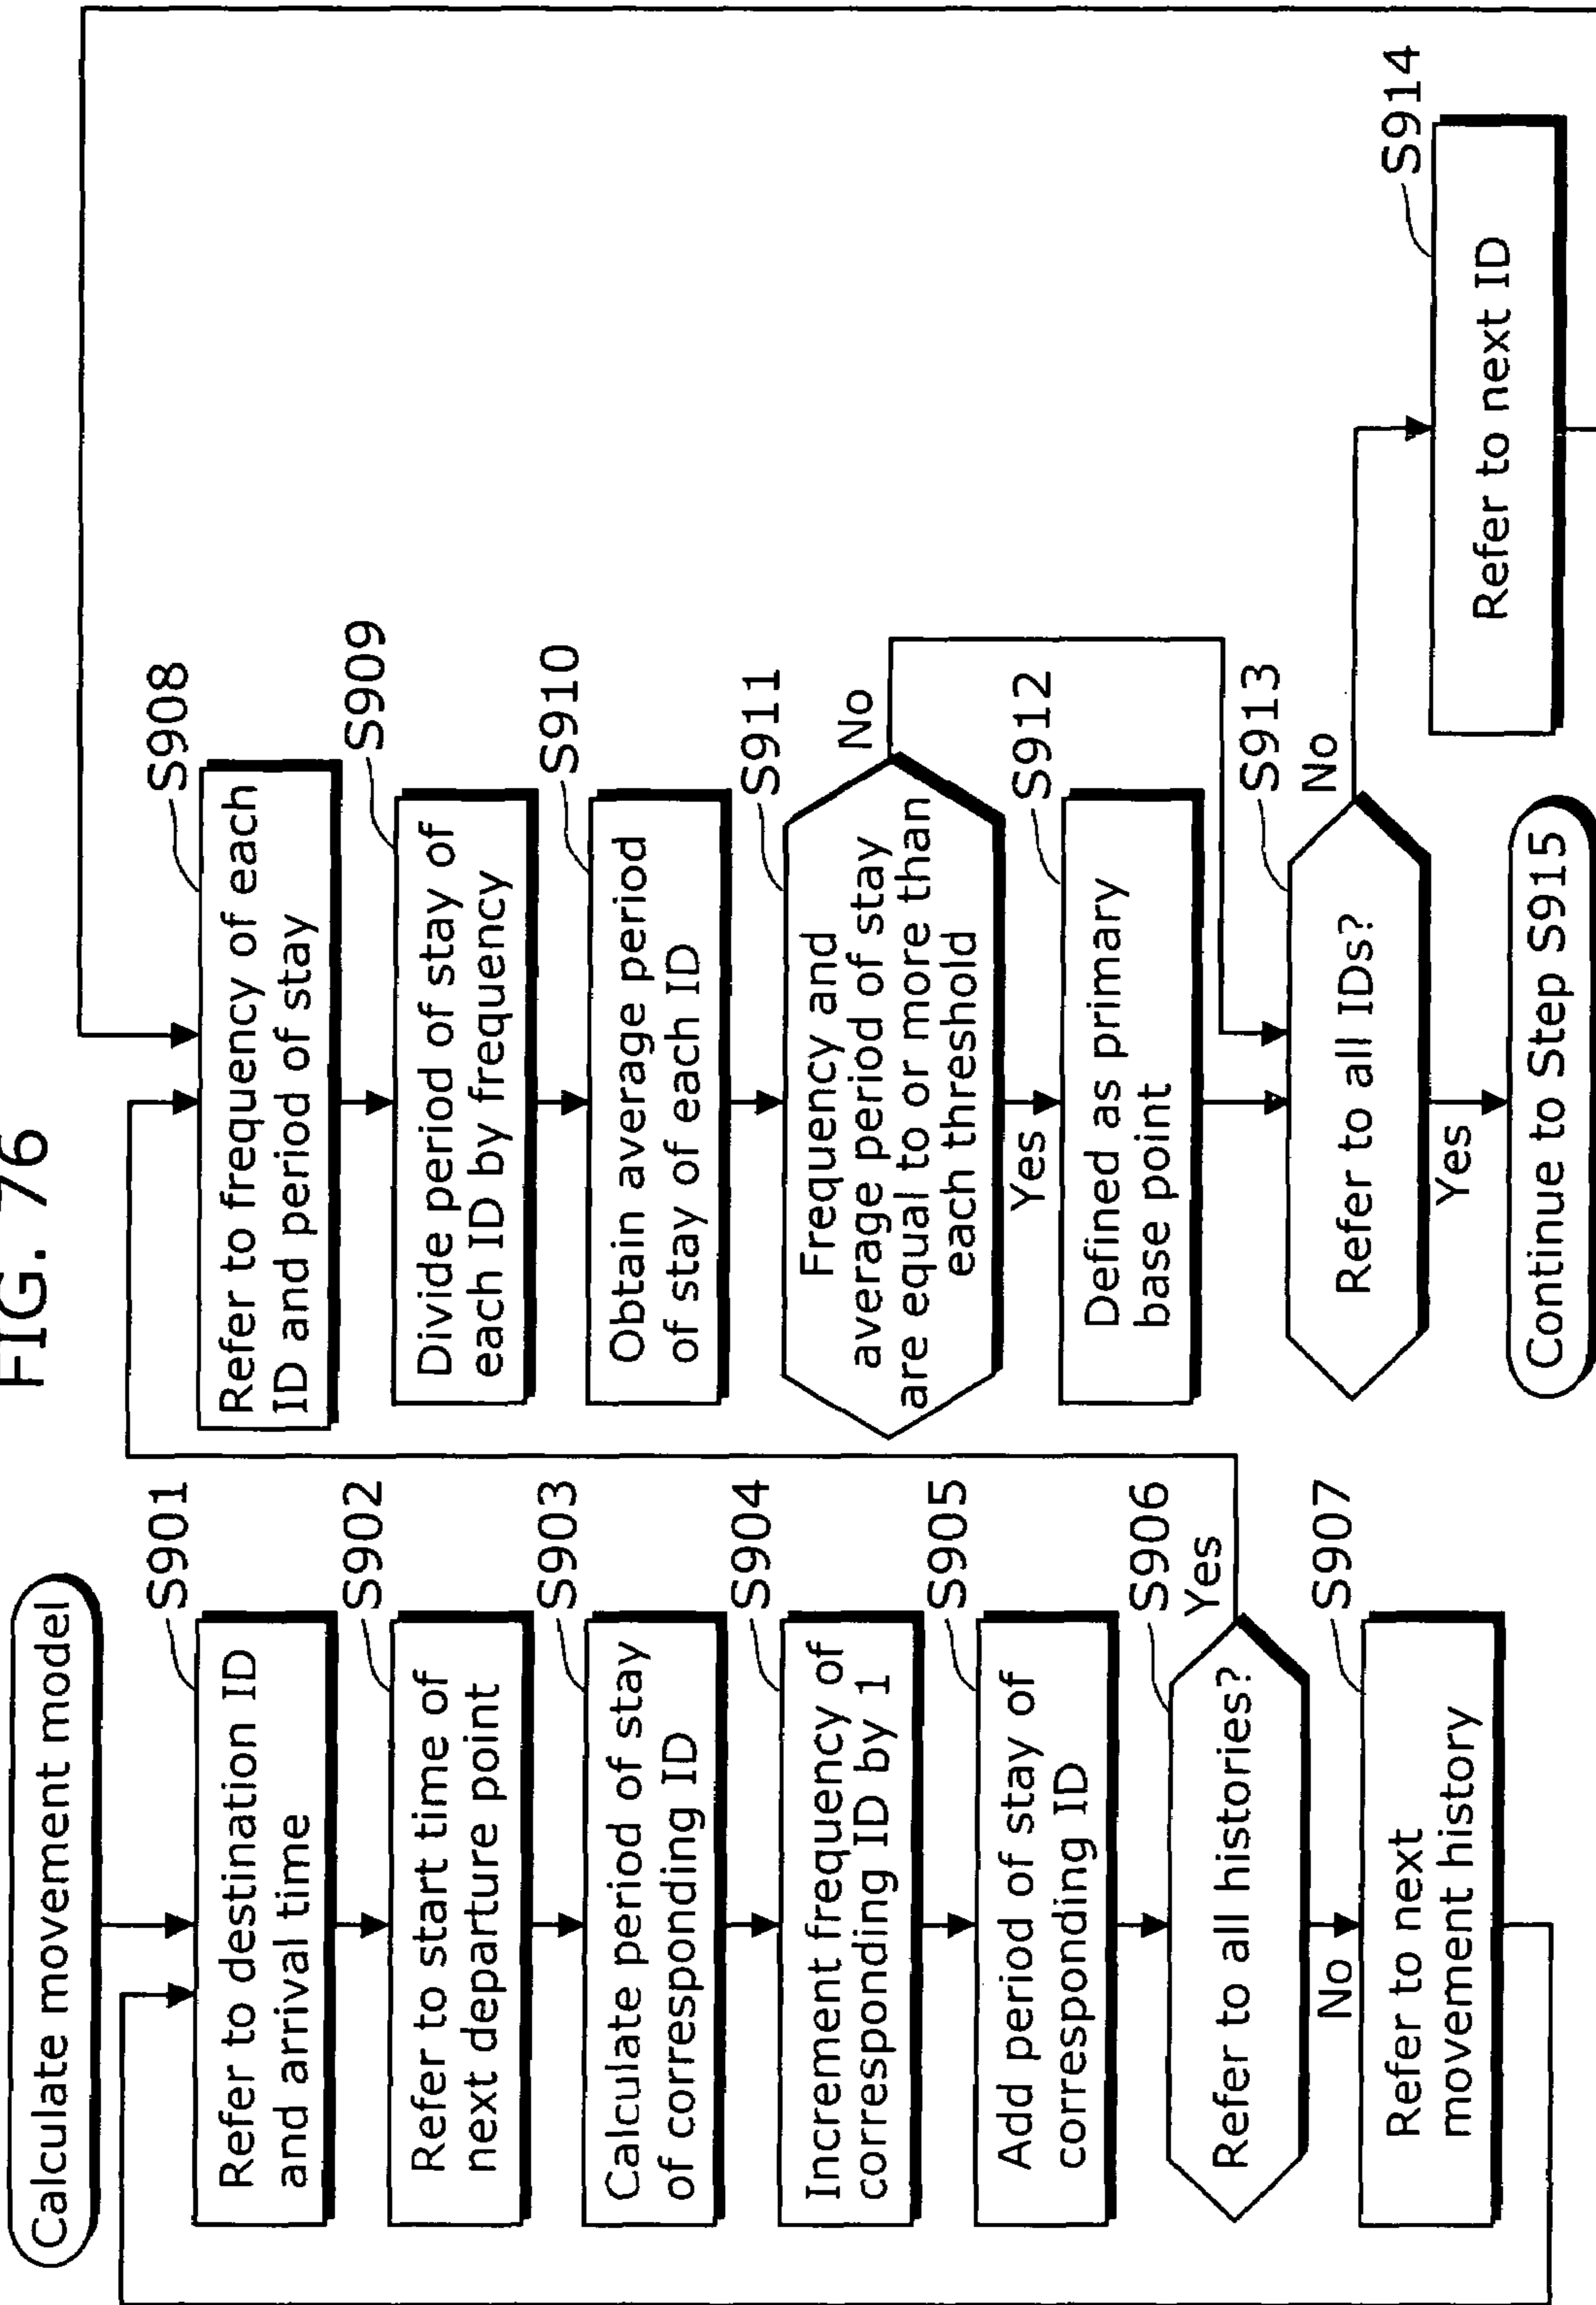 FIG. 76
Calculate movement model
S901
Refer to destination ID
and arrival time
S902
Refer to start time of
next departure point
S903
Calculate period of stay
of corresponding ID
S904
Increment frequency of
corresponding ID by 1
S905
Add period of stay of
corresponding ID
S906
Refer to all histories?
Yes
No
S907
Refer to next
movement history
S908
Refer to frequency of each
ID and period of stay
S909
Divide period of stay of
each ID by frequency
S910
Obtain average period
of stay of each ID
S911
Frequency and
average period of stay
are equal to or more than
each threshold
No
Yes
S912
Defined as primary
base point
S913
Refer to all IDs?
No
Yes
S914
Refer to next ID
Continue to Step S915